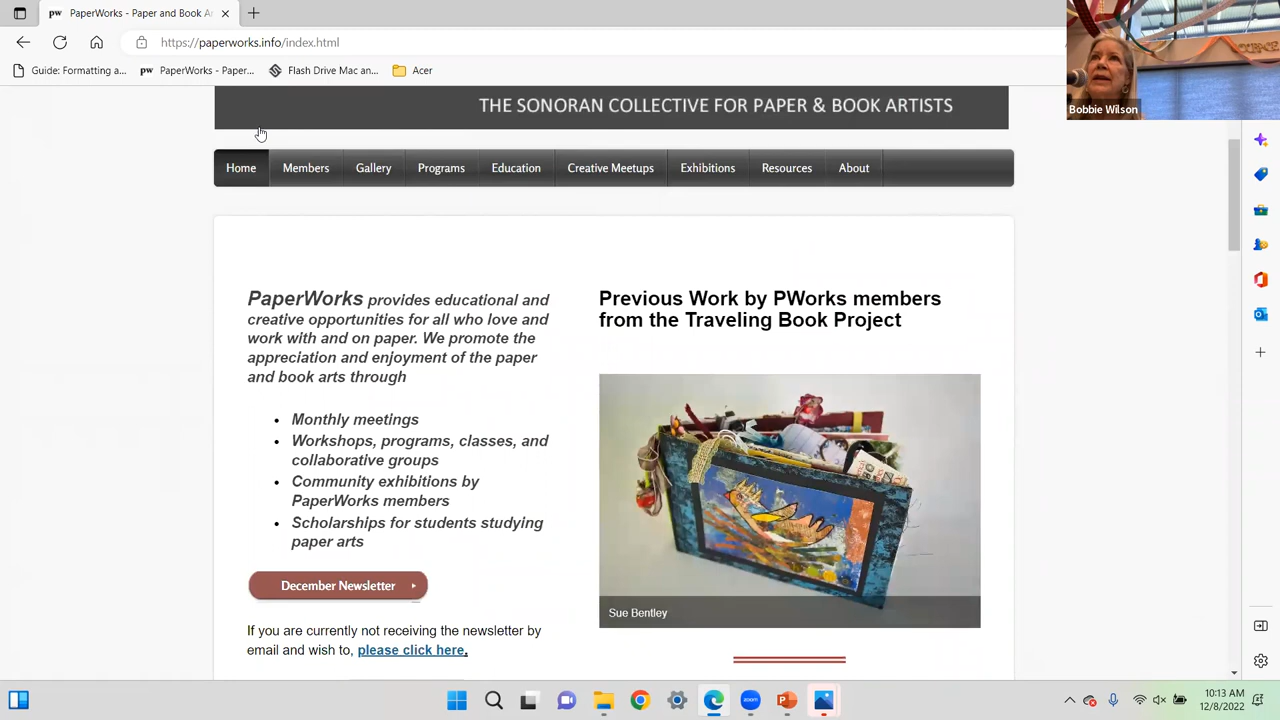 PaperWorks - Paper and Book Ar
https://paperworks.info/index.html
Guide: Formatting a...
PaperWorks - Paper...
Flash Drive Mac an...
Acer
Bobbie Wilson
THE SONORAN COLLECTIVE FOR PAPER & BOOK ARTISTS
Home Members Gallery Programs Education Creative Meetups Exhibitions Resources About
PaperWorks provides educational and
creative opportunities for all who love and
work with and on paper. We promote the
appreciation and enjoyment of the paper
and book arts through
• Monthly meetings
• Workshops, programs, classes, and
collaborative groups
• Community exhibitions by
PaperWorks members
• Scholarships for students studying
paper arts
December Newsletter
If you are currently not receiving the newsletter by
email and wish to, please click here.
Previous Work by PWorks members
from the Traveling Book Project
Sue Bentley
zoom
10:13 AM
12/8/2022